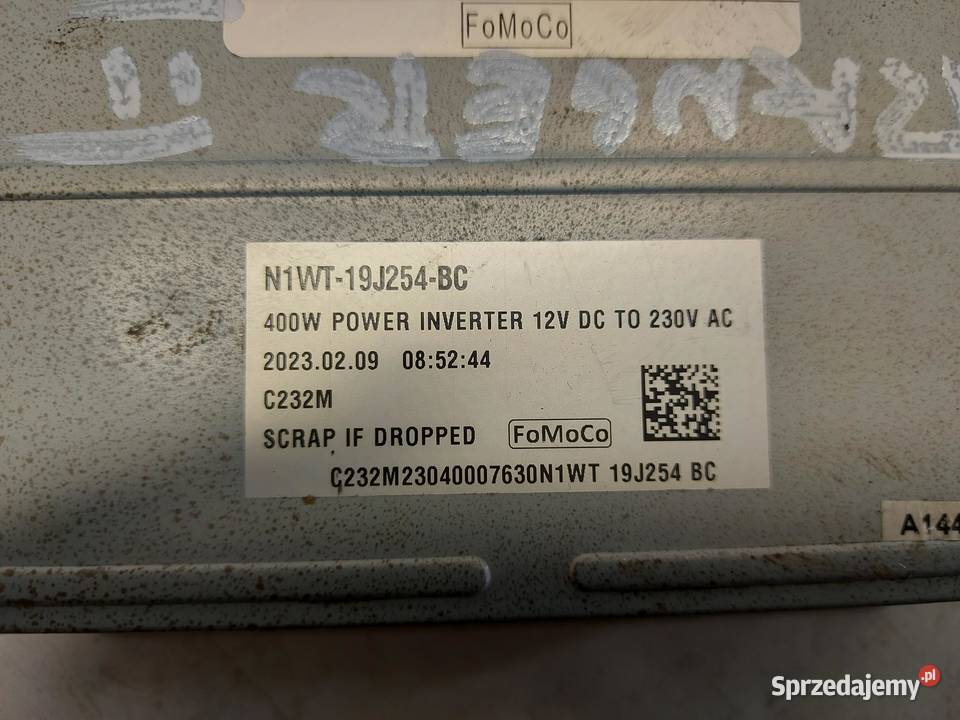 FoMoCo
RANGER
N1WT-19J254-BC
400W POWER INVERTER 12V DC TO 230V AC
2023.02.09 08:52:44
C232M
SCRAP IF DROPPED FoMoCo
C232M23040007630N1WT 19J254 BC
A144
Sprzedajemy.pl